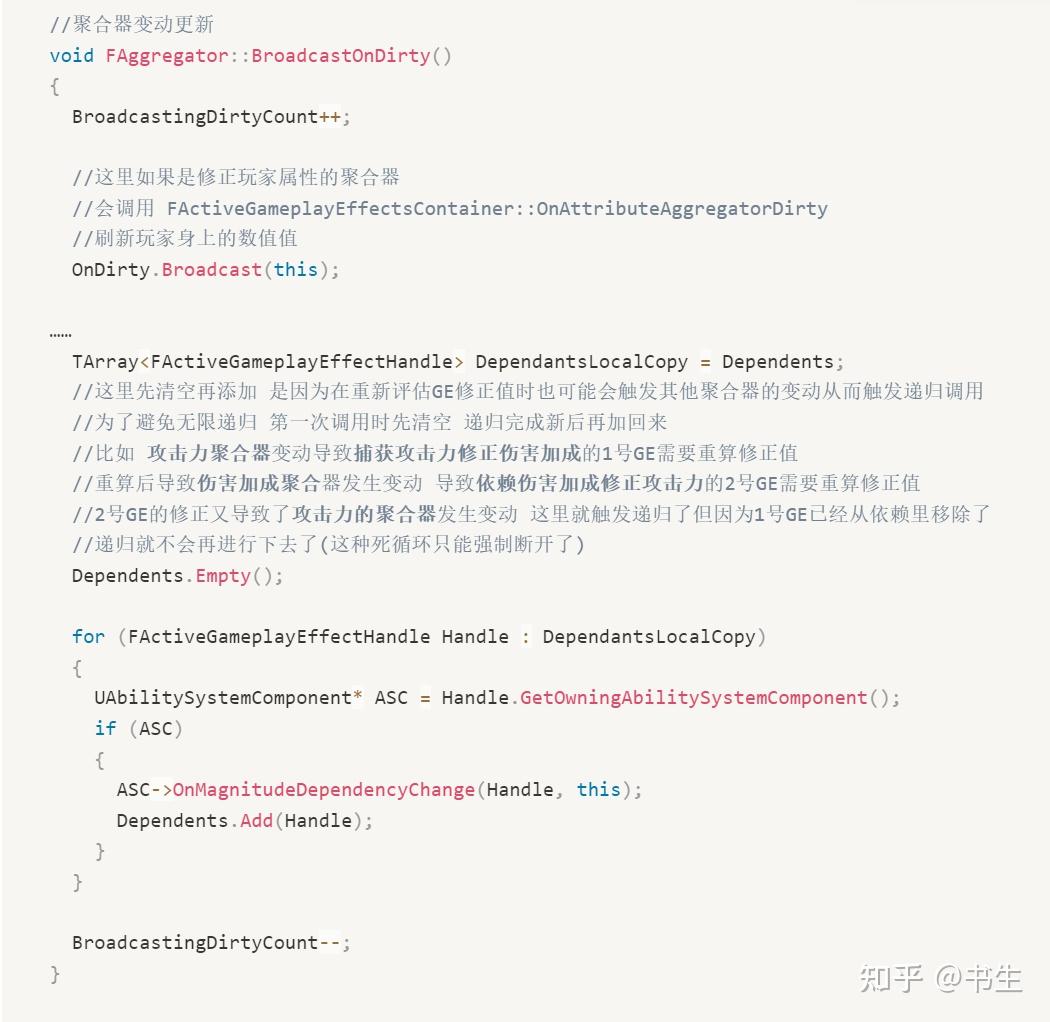 //聚合器变动更新
void FAggregator::BroadcastOnDirty()
{
  BroadcastingDirtyCount++;

  //这里如果是修正玩家属性的聚合器
  //会调用 FActiveGameplayEffectsContainer::OnAttributeAggregatorDirty
  //刷新玩家身上的数值值
  OnDirty.Broadcast(this);

……
  TArray<FActiveGameplayEffectHandle> DependantsLocalCopy = Dependents;
  //这里先清空再添加 是因为在重新评估GE修正值时也可能会触发其他聚合器的变动从而触发递归调用
  //为了避免无限递归 第一次调用时先清空 递归完成新后再加回来
  //比如 攻击力聚合器变动导致捕获攻击力修正伤害加成的1号GE需要重算修正值
  //重算后导致伤害加成聚合器发生变动 导致依赖伤害加成修正攻击力的2号GE需要重算修正值
  //2号GE的修正又导致了攻击力的聚合器发生变动 这里就触发递归了但因为1号GE已经从依赖里移除了
  //递归就不会再进行下去了(这种死循环只能强制断开了)
  Dependents.Empty();

  for (FActiveGameplayEffectHandle Handle : DependantsLocalCopy)
  {
    UAbilitySystemComponent* ASC = Handle.GetOwningAbilitySystemComponent();
    if (ASC)
    {
      ASC->OnMagnitudeDependencyChange(Handle, this);
      Dependents.Add(Handle);
    }
  }

  BroadcastingDirtyCount--;
}
知乎 @书生